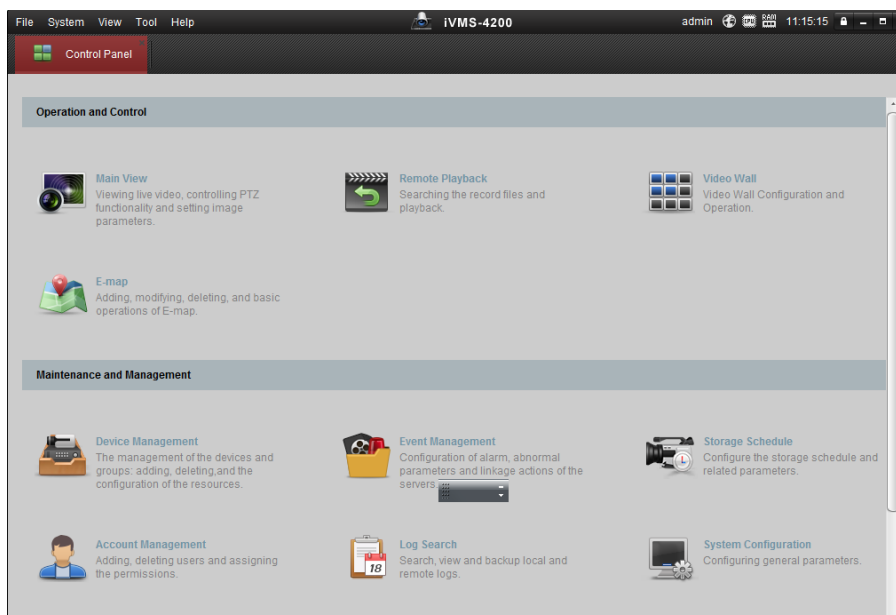 File System View Tool Help iVMS-4200 admin CPU RAM 11:15:15
Control Panel
Operation and Control
Main View
Viewing live video, controlling PTZ
functionality and setting image
parameters.
Remote Playback
Searching the record files and
playback.
Video Wall
Video Wall Configuration and
Operation.
E-map
Adding, modifying, deleting, and basic
operations of E-map.
Maintenance and Management
Device Management
The management of the devices and
groups: adding, deleting,and the
configuration of the resources.
Event Management
Configuration of alarm, abnormal
parameters and linkage actions of the
servers.
Storage Schedule
Configure the storage schedule and
related parameters.
Account Management
Adding, deleting users and assigning
the permissions.
18
Log Search
Search, view and backup local and
remote logs.
System Configuration
Configuring general parameters.